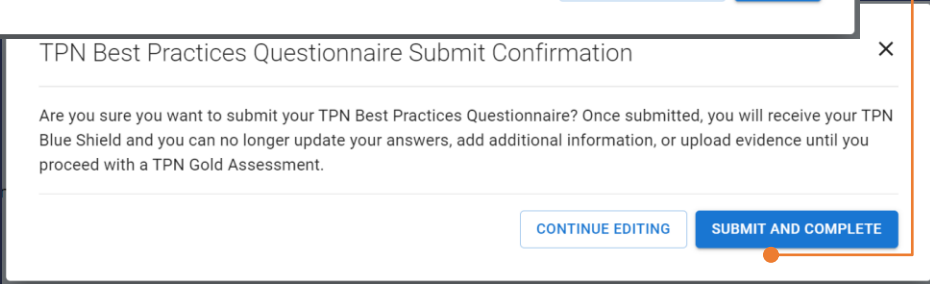 TPN Best Practices Questionnaire Submit Confirmation
Are you sure you want to submit your TPN Best Practices Questionnaire? Once submitted, you will receive your TPN
Blue Shield and you can no longer update your answers, add additional information, or upload evidence until you
proceed with a TPN Gold Assessment.
CONTINUE EDITING SUBMIT AND COMPLETE